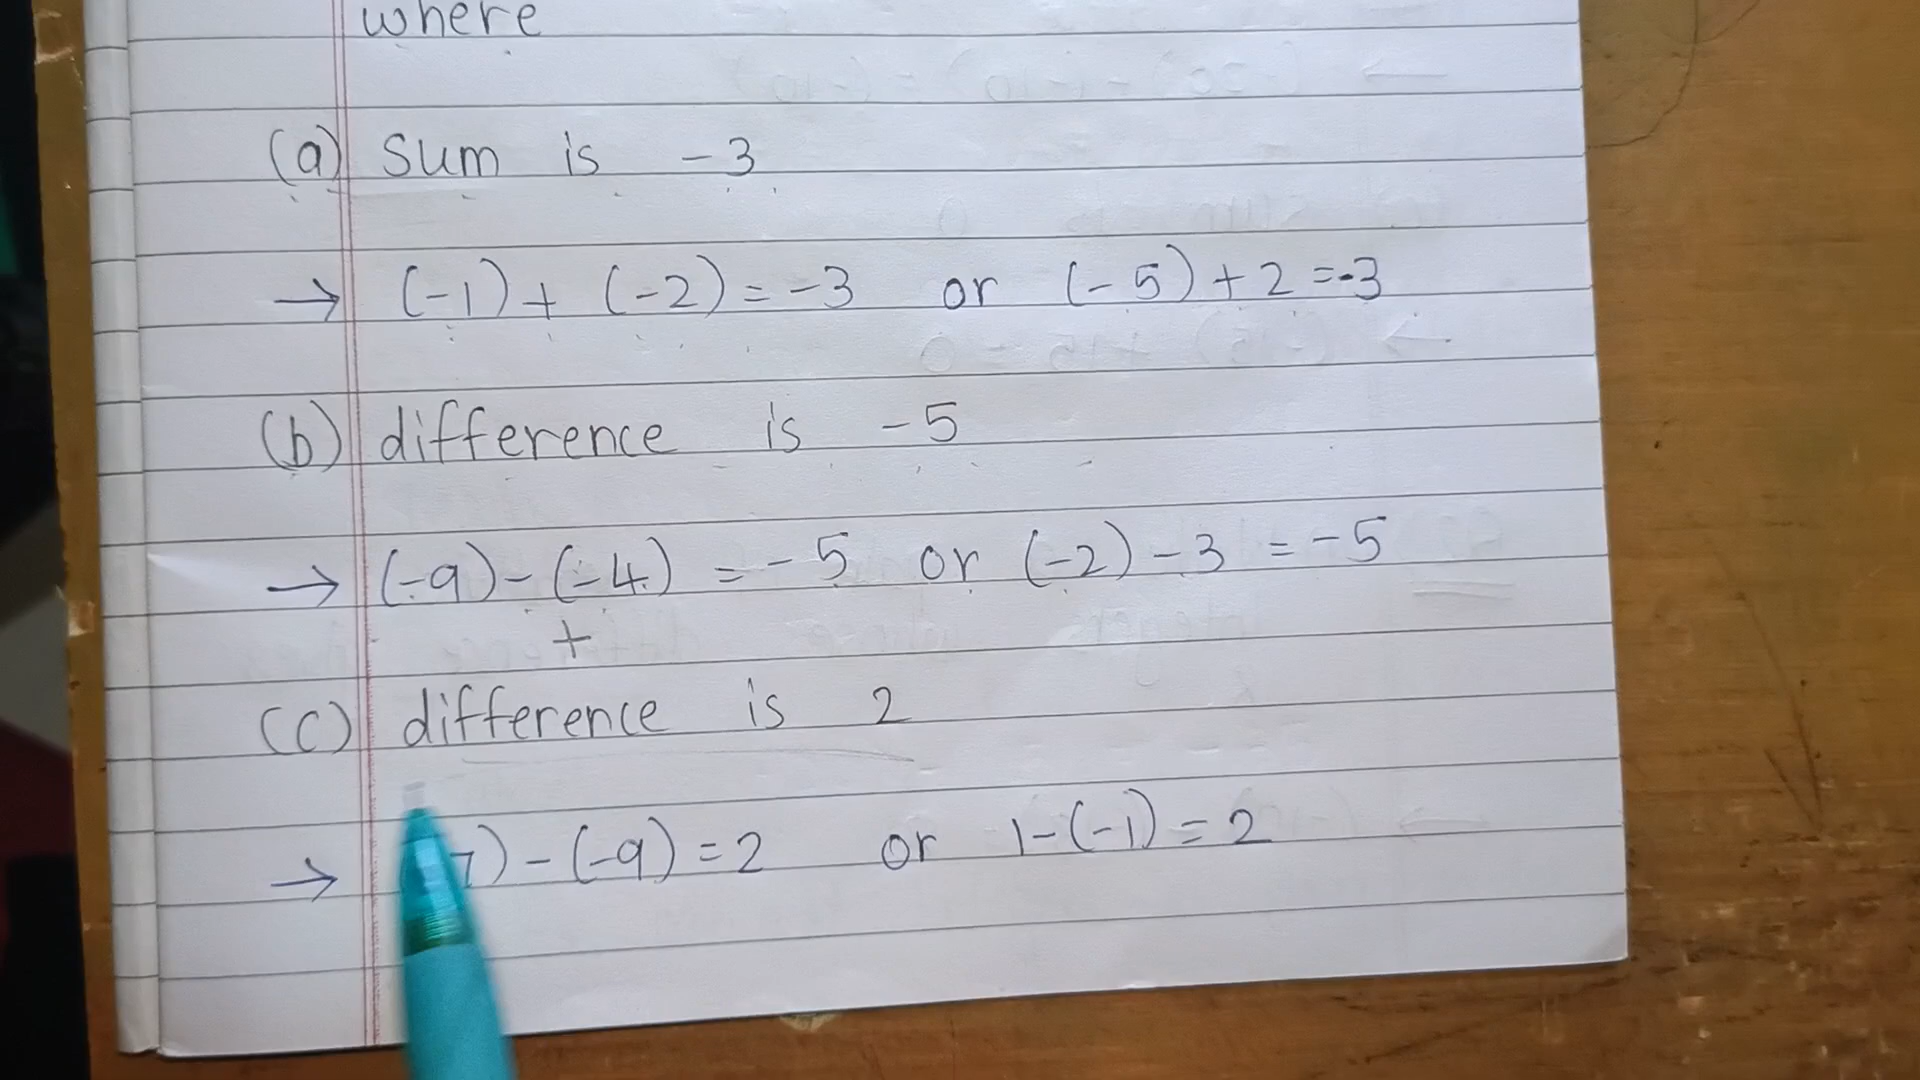 where
(a) Sum is -3
→ (-1) + (-2) = -3 or (-5) + 2 = -3
(b) difference is -5
→ (-9) - (-4) = -5 or (-2) - 3 = -5
+
(c) difference is 2
→ 7) - (-9) = 2 or 1 - (-1) = 2